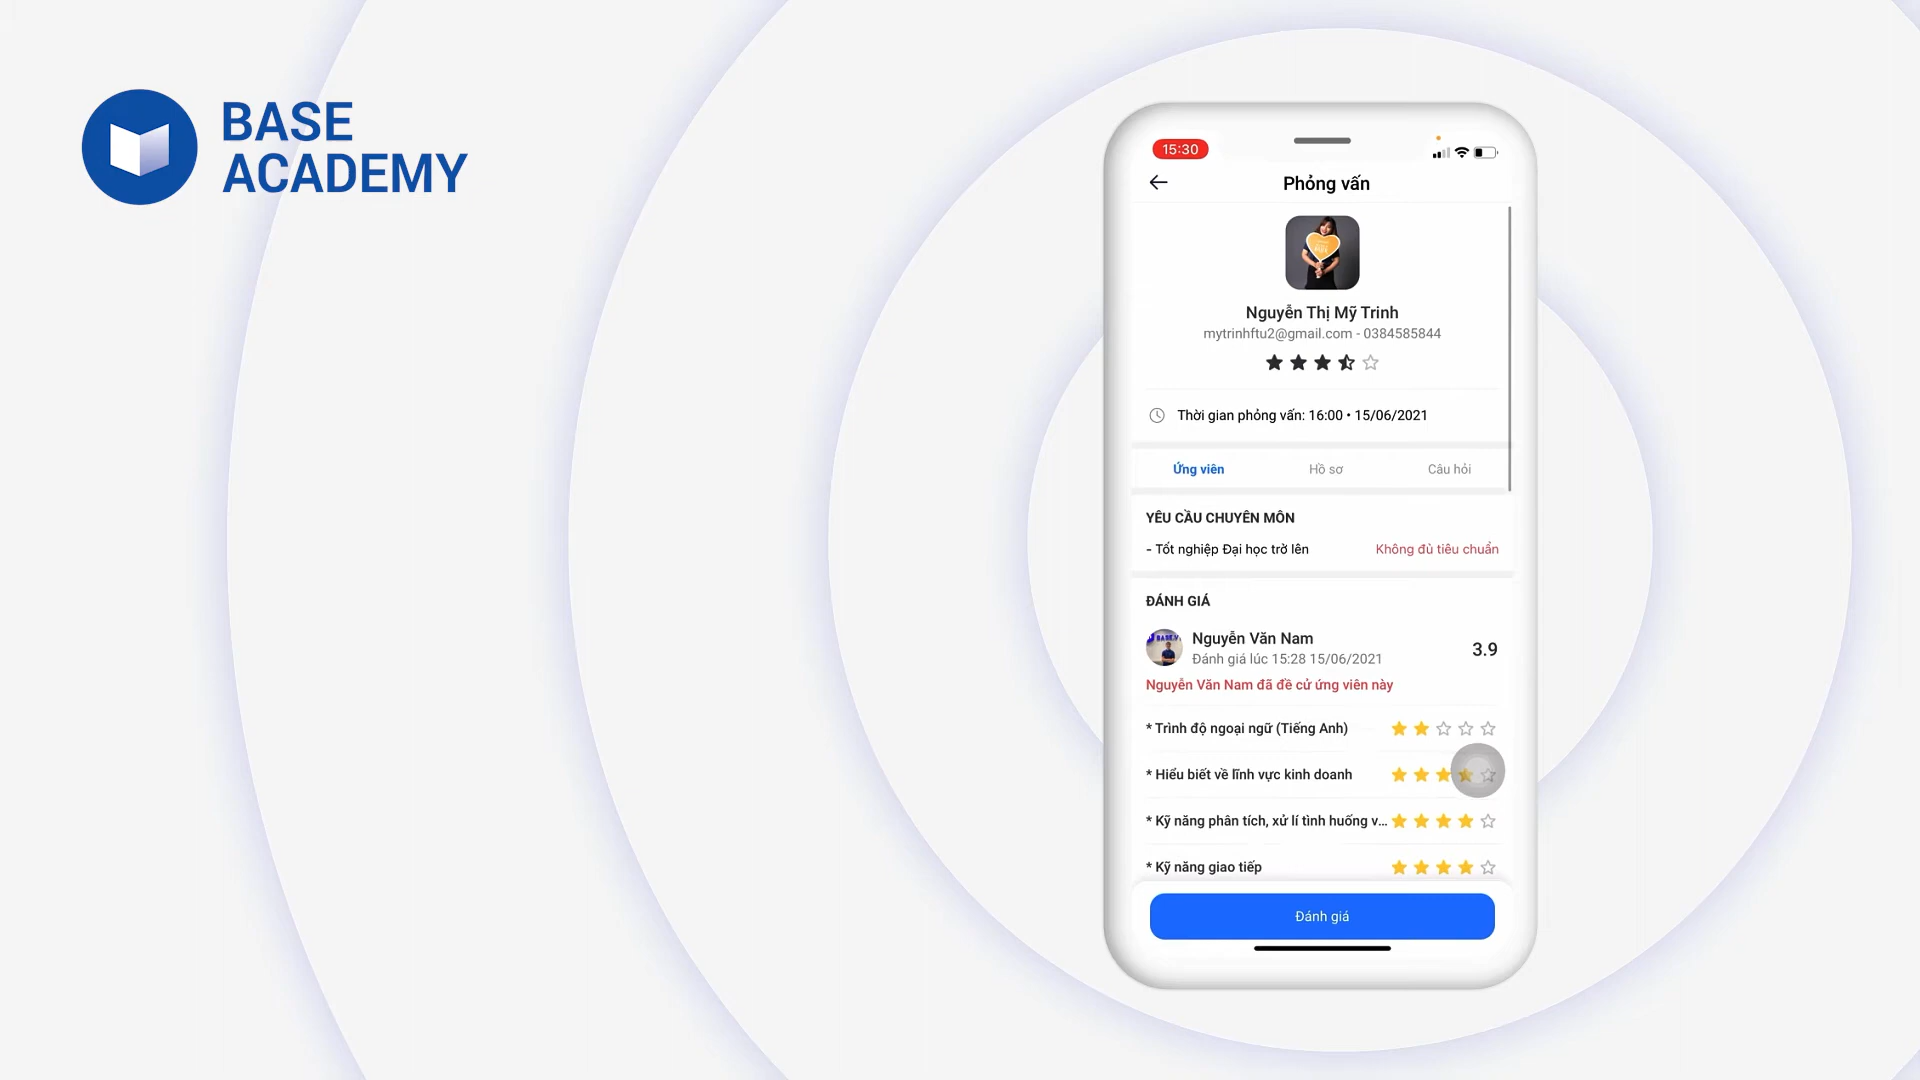 BASE
ACADEMY
15:30
Phỏng vấn
Nguyễn Thị Mỹ Trinh
mytrinhftu2@gmail.com - 0384585844
Thời gian phỏng vấn: 16:00 • 15/06/2021
Ứng viên Hồ sơ Câu hỏi
YÊU CẦU CHUYÊN MÔN
- Tốt nghiệp Đại học trở lên Không đủ tiêu chuẩn
ĐÁNH GIÁ
Nguyễn Văn Nam
3.9
Đánh giá lúc 15:28 15/06/2021
Nguyễn Văn Nam đã đề cử ứng viên này
* Trình độ ngoại ngữ (Tiếng Anh)
* Hiểu biết về lĩnh vực kinh doanh
* Kỹ năng phân tích, xử lí tình huống v...
* Kỹ năng giao tiếp
Đánh giá